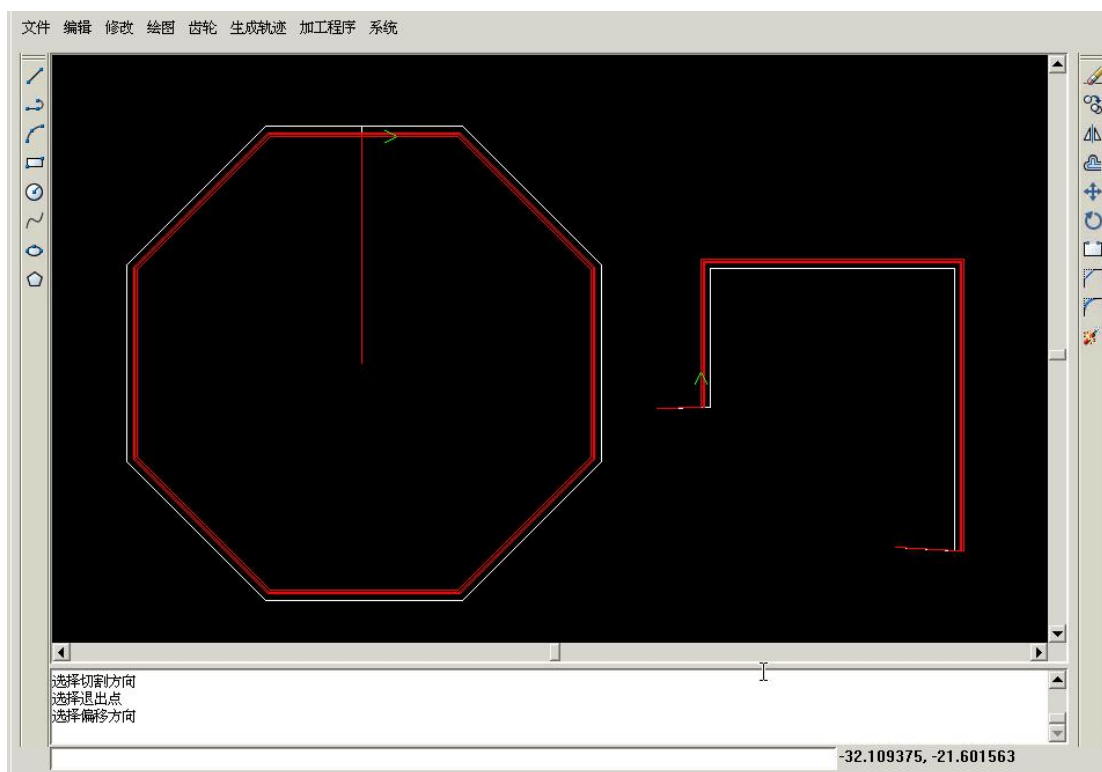 文件 编辑 修改 绘图 齿轮 生成轨迹 加工程序 系统
选择切割方向
选择退出点
选择偏移方向
-32.109375, -21.601563